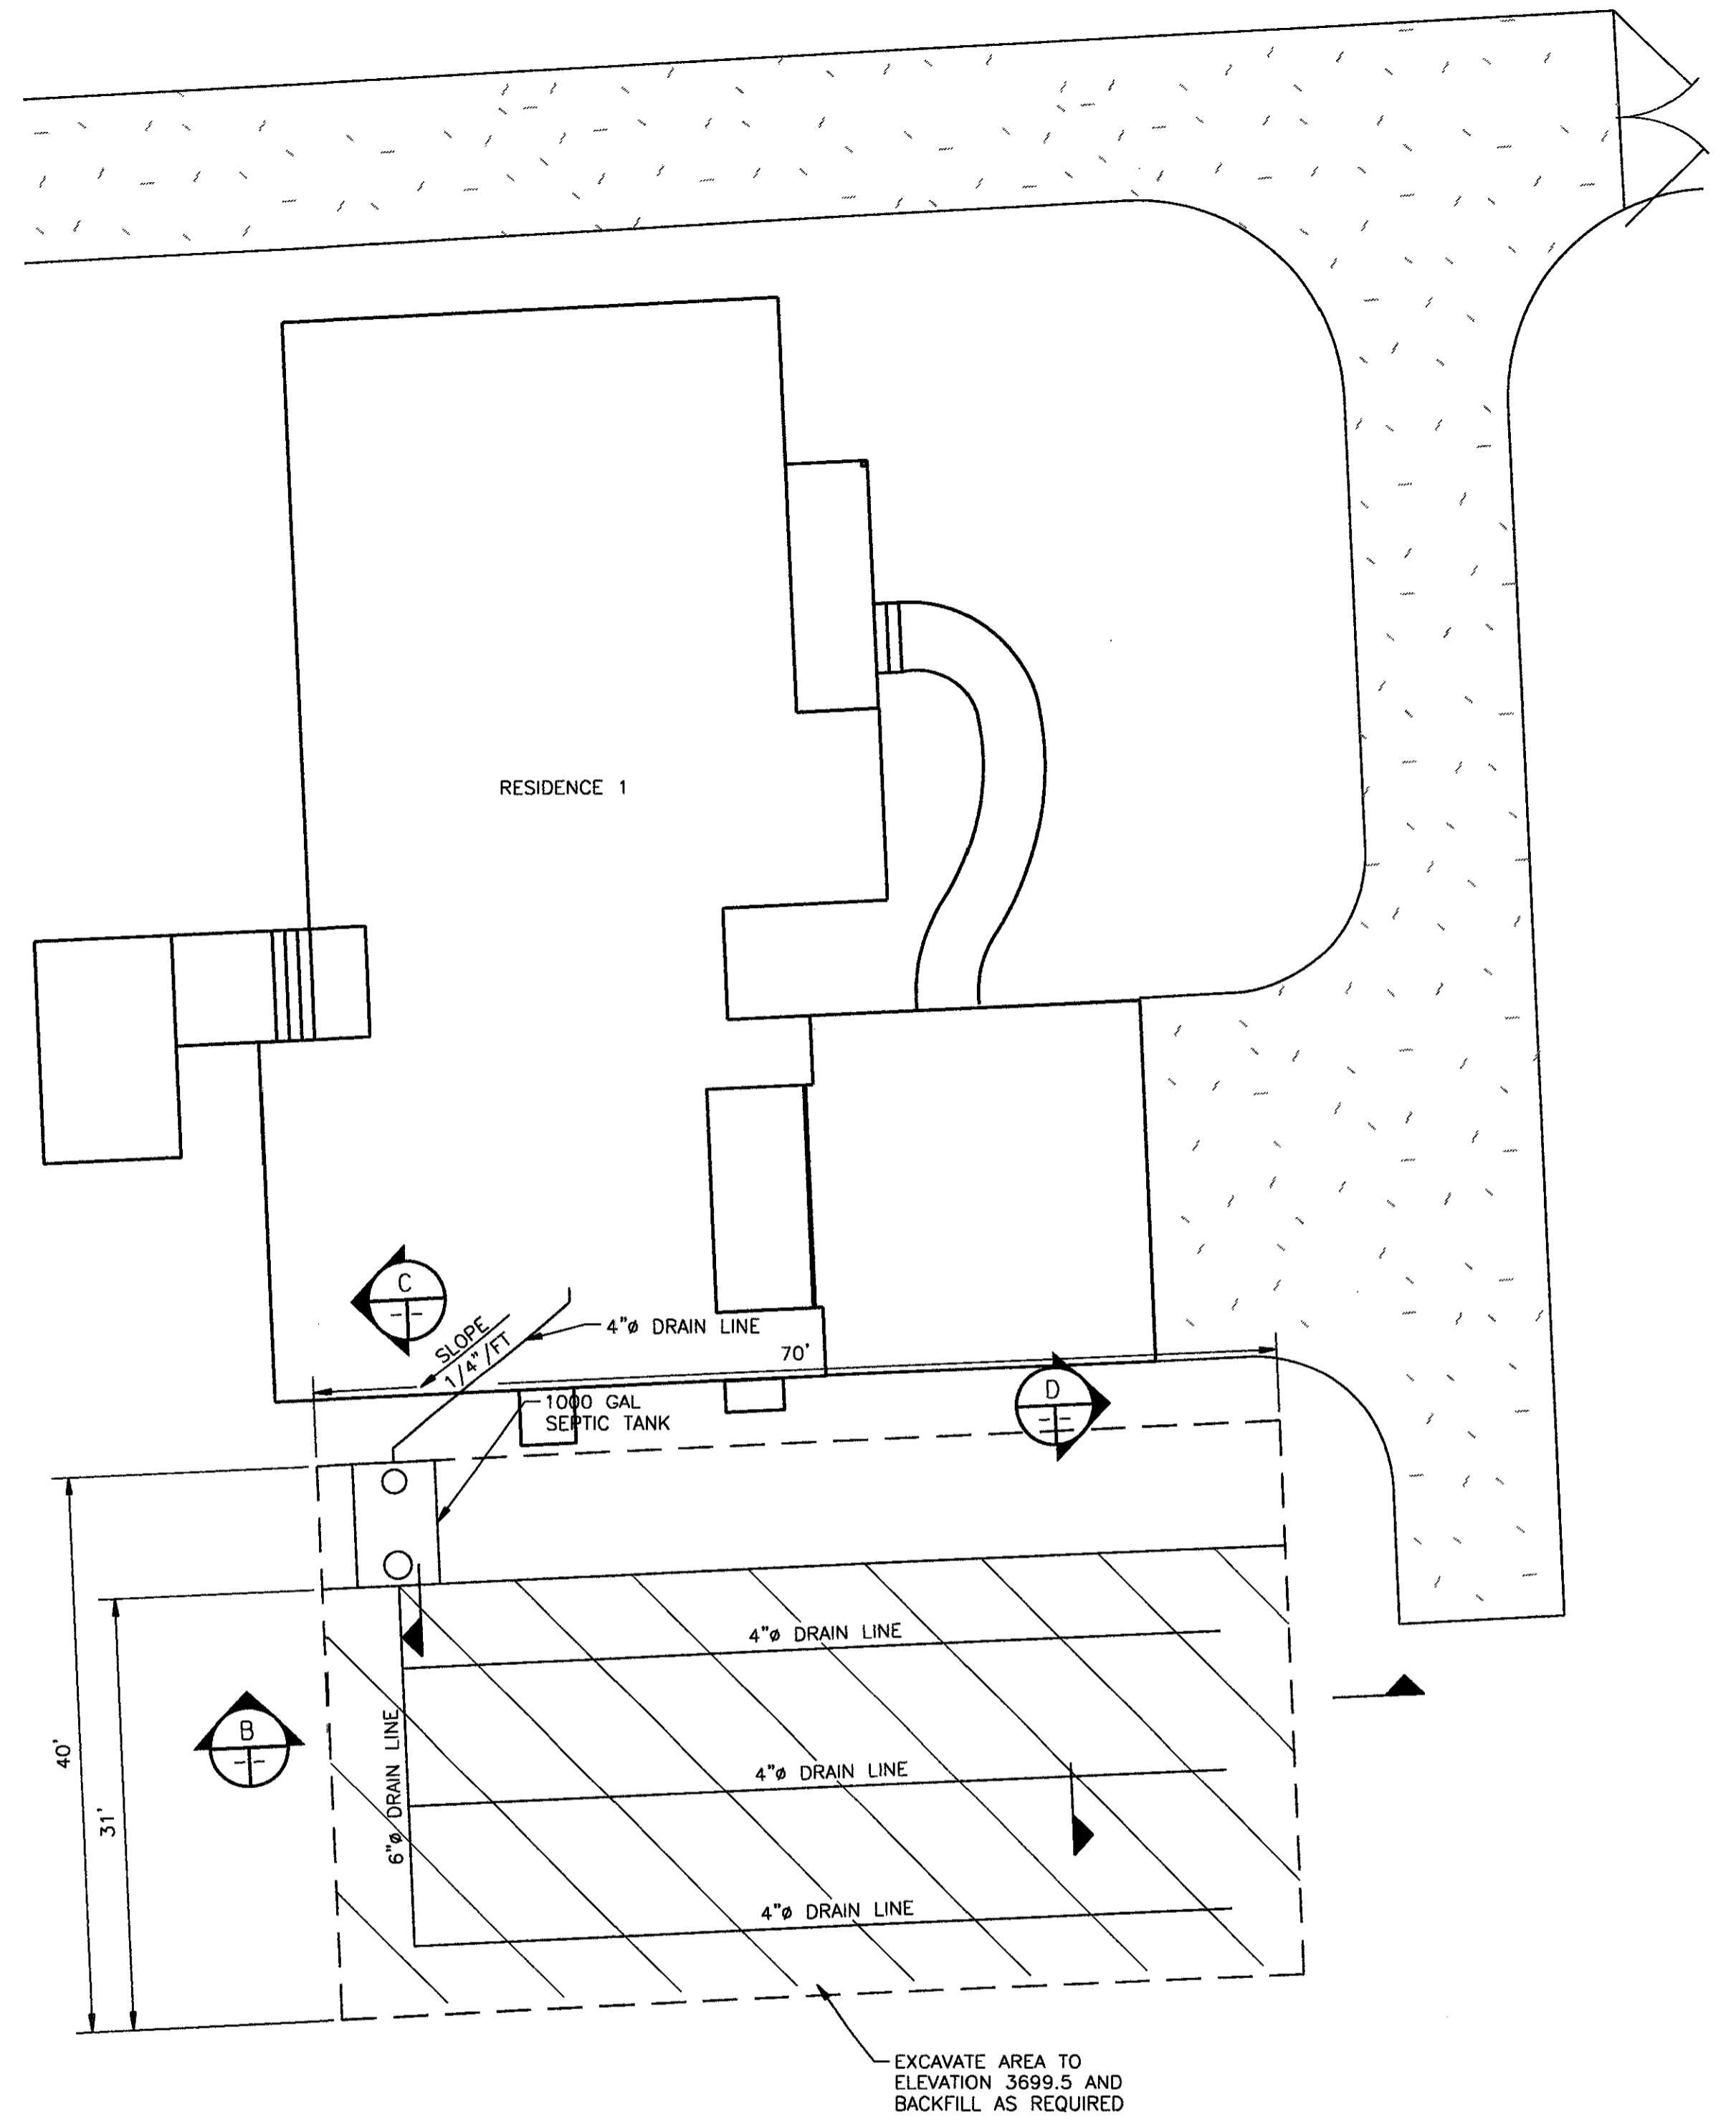 RESIDENCE 1
C
SLOPE
1/4"/FT
4"ø DRAIN LINE
70'
1000 GAL
SEPTIC TANK
D
4"ø DRAIN LINE
B
6"ø DRAIN LINE
40'
31'
4"ø DRAIN LINE
4"ø DRAIN LINE
EXCAVATE AREA TO
ELEVATION 3699.5 AND
BACKFILL AS REQUIRED